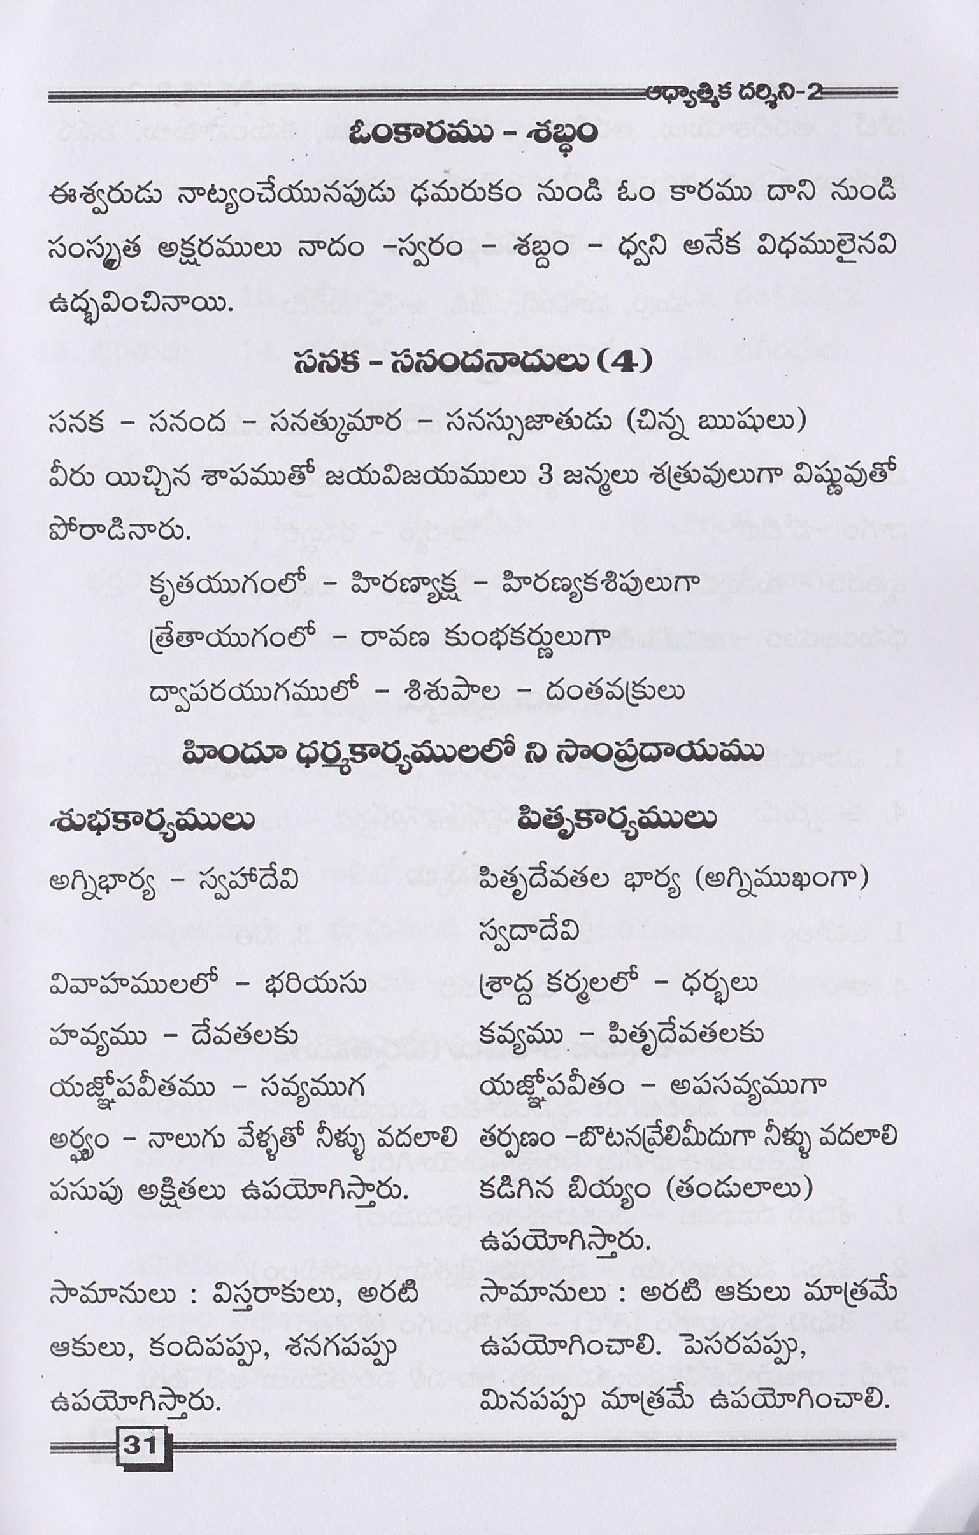 ఆధ్యాత్మిక దర్శిని-2
ఓంకారము - శబ్ధం
ఈశ్వరుడు నాట్యంచేయునపుడు ఢమరుకం నుండి ఓం కారము దాని నుండి
సంస్కృత అక్షరములు నాదం -స్వరం - శబ్దం - ధ్వని అనేక విధములైనవి
ఉద్భవించినాయి.
సనక - సనందనాదులు (4)
సనక - సనంద - సనత్కుమార - సనస్సుజాతుడు (చిన్న ఋషులు)
వీరు యిచ్చిన శాపముతో జయవిజయములు 3 జన్మలు శత్రువులుగా విష్ణువుతో
పోరాడినారు.
కృతయుగంలో - హిరణ్యాక్ష - హిరణ్యకశిపులుగా
త్రేతాయుగంలో - రావణ కుంభకర్ణులుగా
ద్వాపరయుగములో - శిశుపాల - దంతవక్రులు
హిందూ ధర్మకార్యములలో ని సాంప్రదాయము
శుభకార్యములు
అగ్నిభార్య - స్వహాదేవి
వివాహములలో - భరియసు
హవ్యము - దేవతలకు
యజ్ఞోపవీతము - సవ్యముగ
అర్ఘ్యం - నాలుగు వేళ్ళతో నీళ్ళు వదలాలి
పసుపు అక్షితలు ఉపయోగిస్తారు.
సామానులు : విస్తరాకులు, అరటి
ఆకులు, కందిపప్పు, శనగపప్పు
ఉపయోగిస్తారు.
పితృకార్యములు
పితృదేవతల భార్య (అగ్నిముఖంగా)
స్వదాదేవి
శ్రాద్ద కర్మలలో - ధర్భలు
కవ్యము - పితృదేవతలకు
యజ్ఞోపవీతం - అపసవ్యముగా
తర్పణం -బొటనవ్రేలిమీదుగా నీళ్ళు వదలాలి
కడిగిన బియ్యం (తండులాలు)
ఉపయోగిస్తారు.
సామానులు : అరటి ఆకులు మాత్రమే
ఉపయోగించాలి. పెసరపప్పు,
మినపప్పు మాత్రమే ఉపయోగించాలి.
31